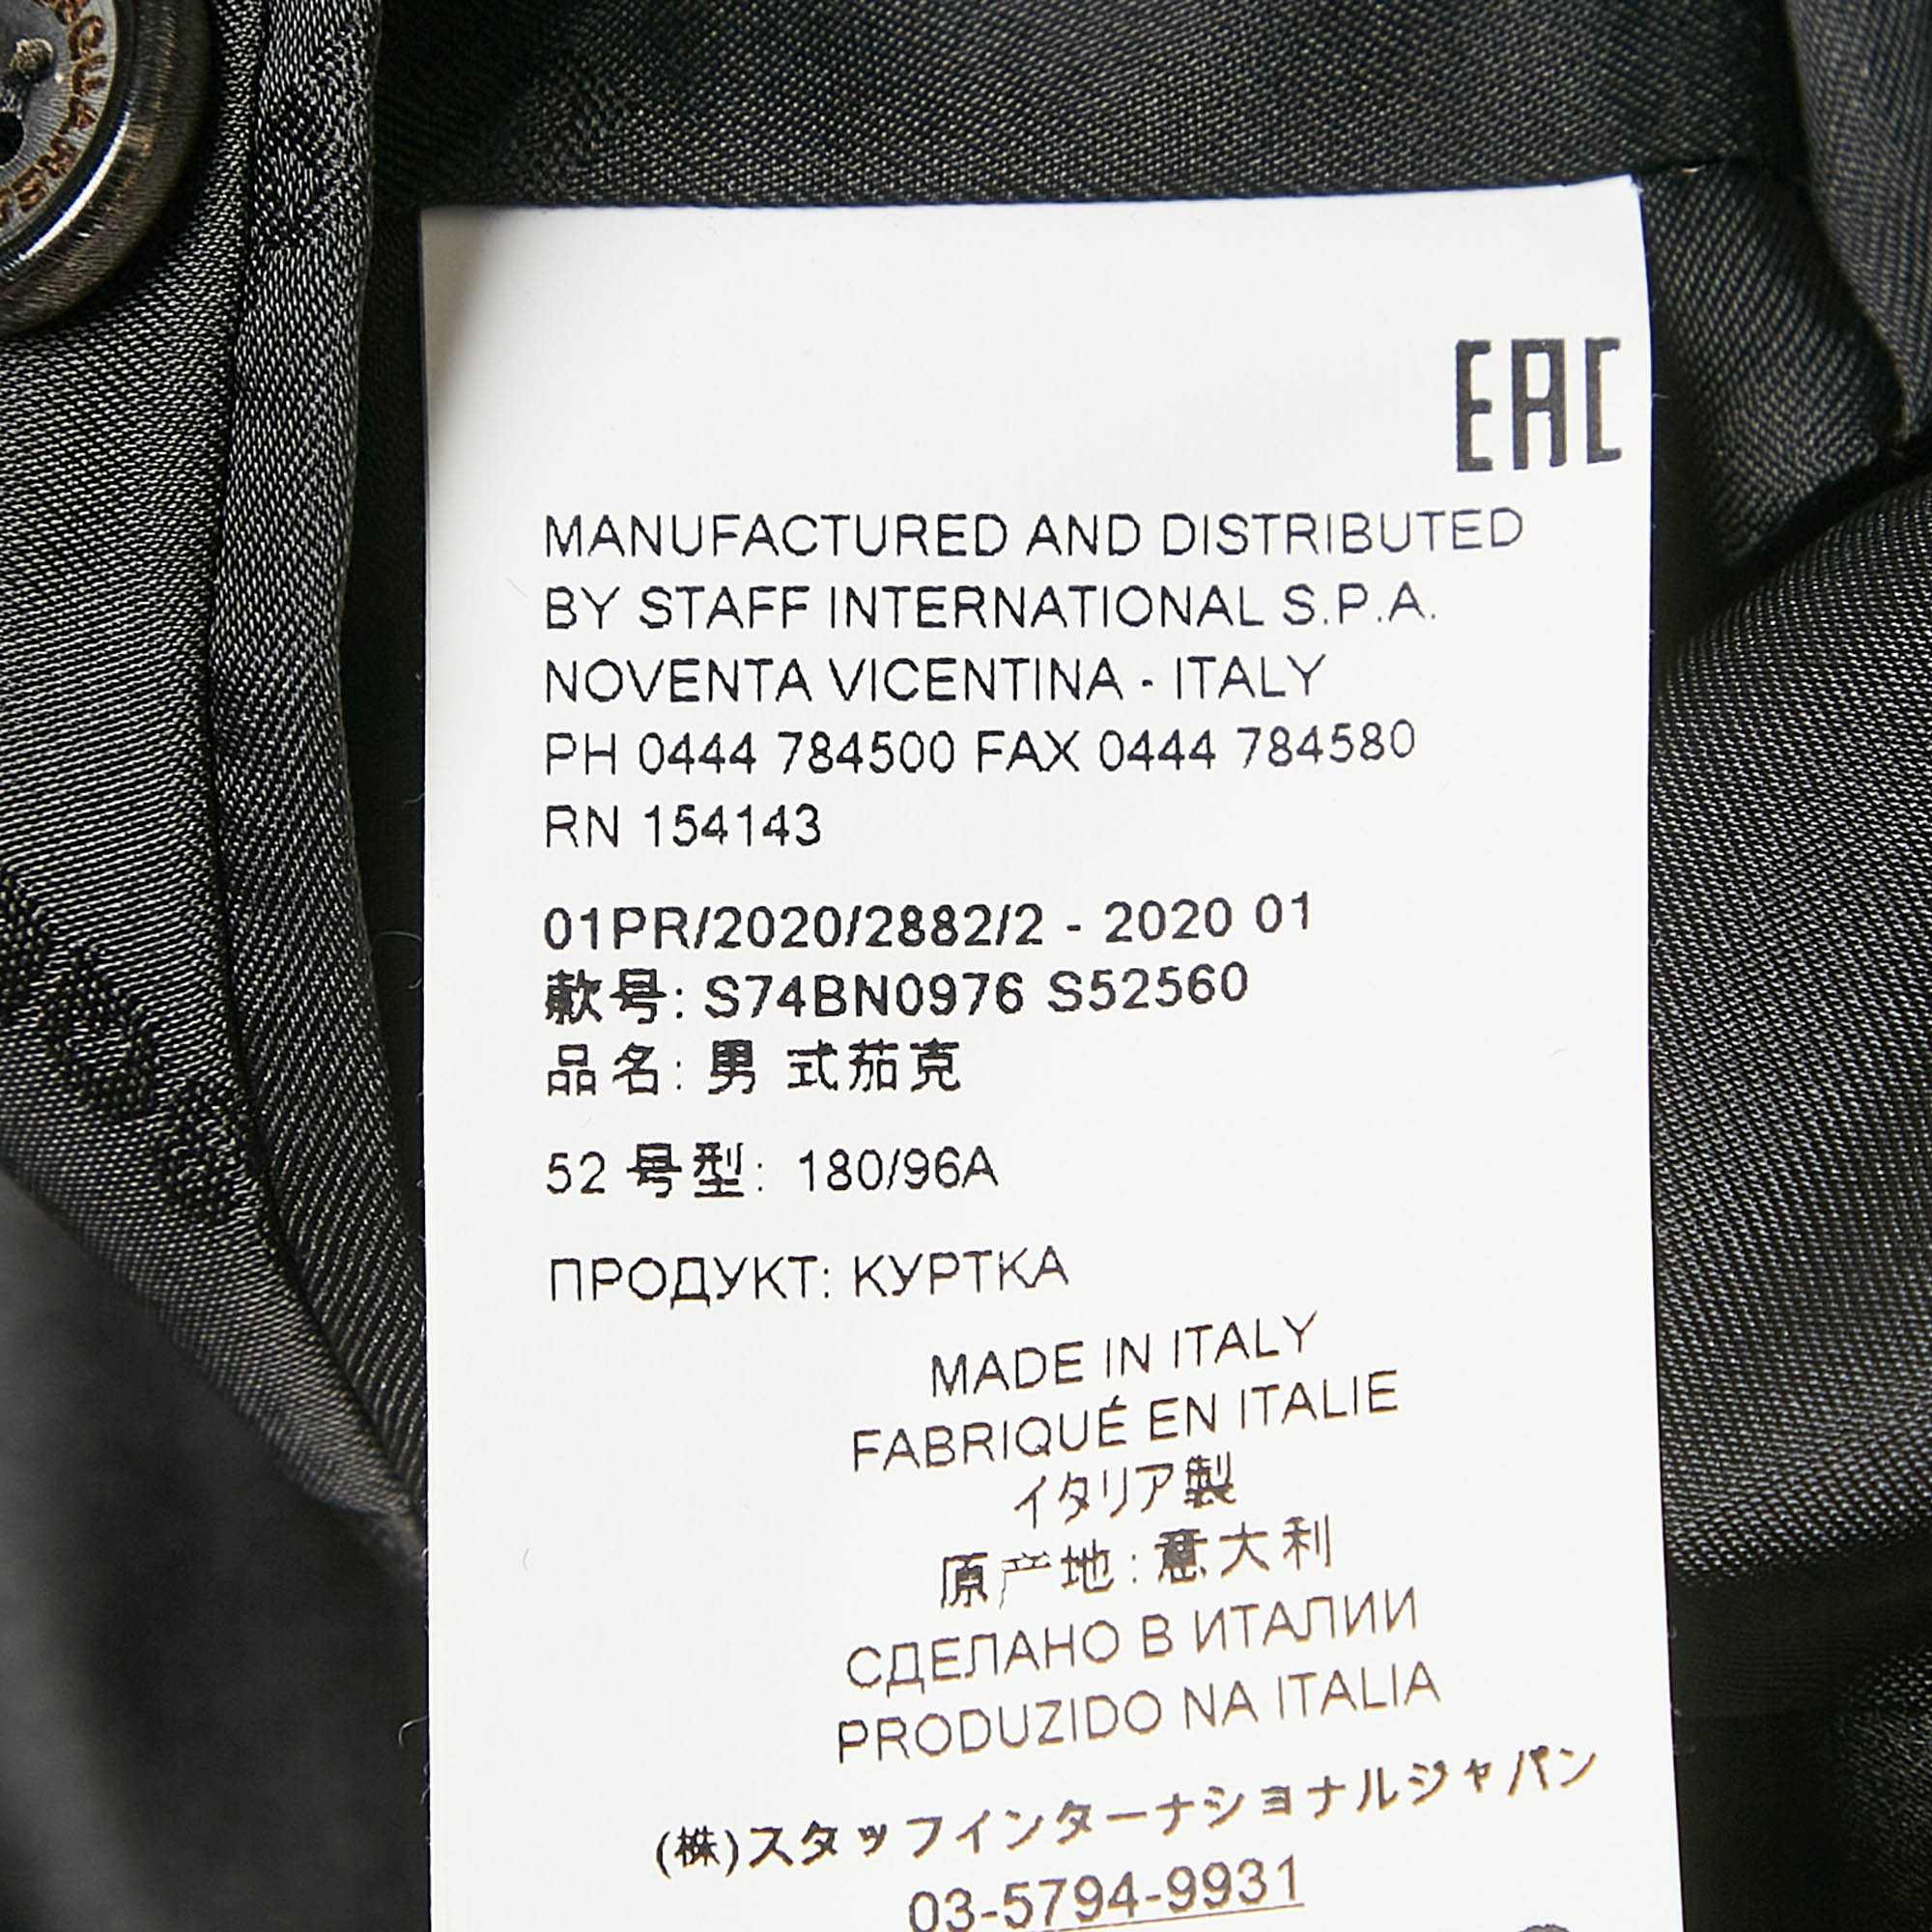 EAC
MANUFACTURED AND DISTRIBUTED
BY STAFF INTERNATIONAL S.P.A.
NOVENTA VICENTINA - ITALY
PH 0444 784500 FAX 0444 784580
RN 154143
01PR/2020/2882/2 - 2020 01
款号: S74BN0976 S52560
品名: 男 式茄克
52 号型: 180/96A
ПРОДУКТ: КУРТКА
MADE IN ITALY
FABRIQUÉ EN ITALIE
イタリア製
原产地:意大利
СДЕЛАНО В ИТАЛИИ
PRODUZIDO NA ITALIA
(株)スタッフインターナショナルジャパン
03-5794-9931